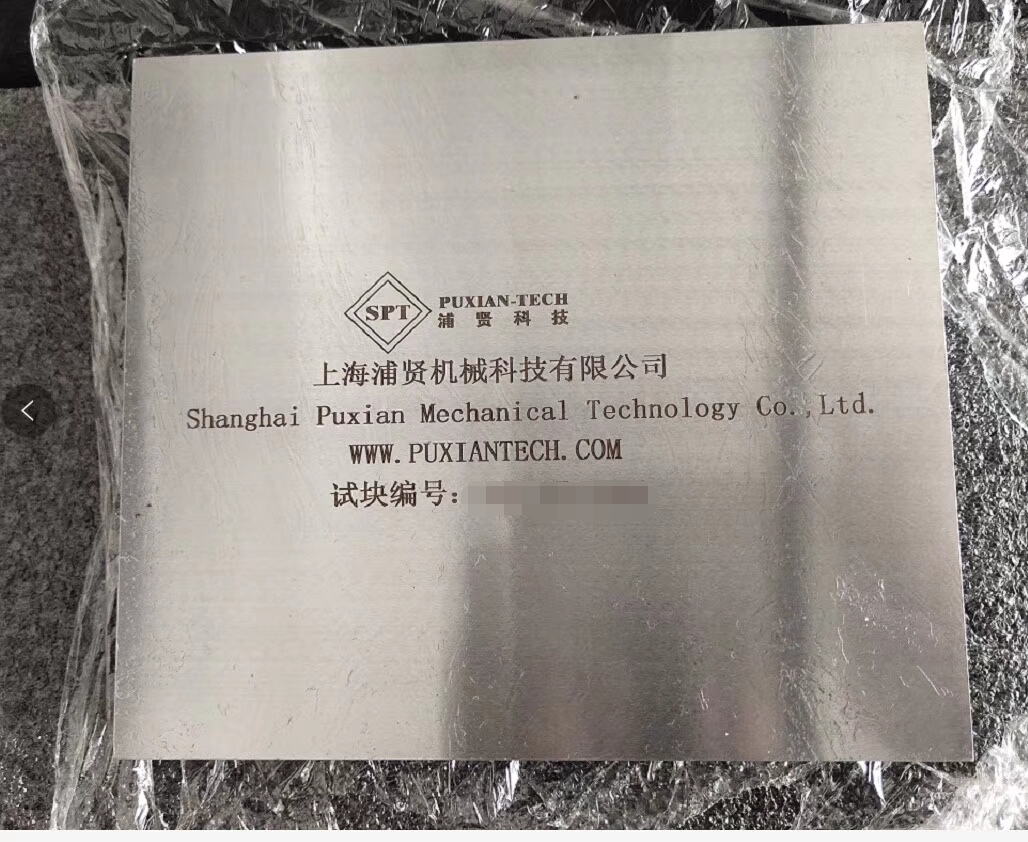 SPT
PUXIAN-TECH
浦贤科技
上海浦贤机械科技有限公司
Shanghai Puxian Mechanical Technology Co.,Ltd.
WWW.PUXIANTECH.COM
试块编号: